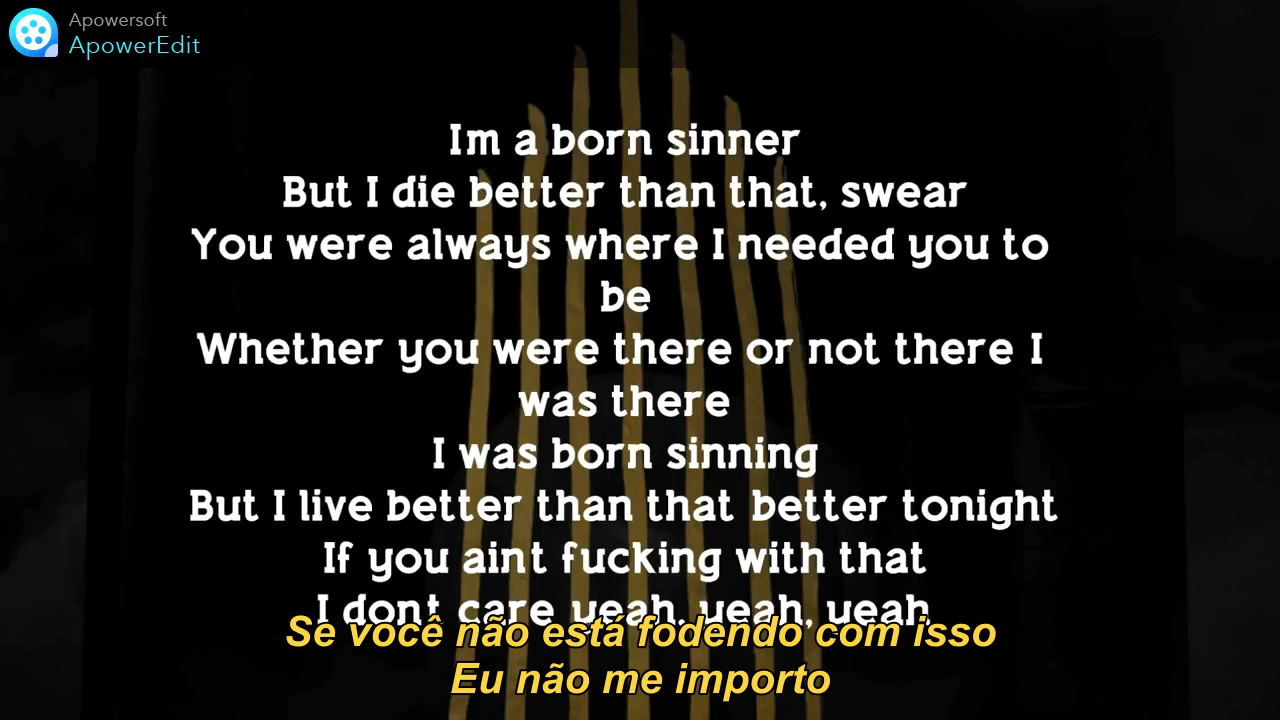 Apowersoft
ApowerEdit
Im a born sinner
But I die better than that, swear
You were always where I needed you to
be
Whether you were there or not there I
was there
I was born sinning
But I live better than that better tonight
If you aint fucking with that
I dont care yeah, yeah, yeah
Se você não está fodendo com isso
Eu não me importo